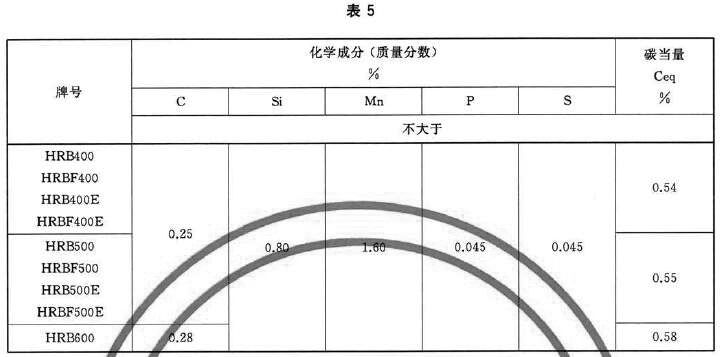 表 5
牌号
化学成分（质量分数）
%
碳当量
Ceq
%
C Si Mn P S
不大于
HRB400
HRBF400
HRB400E
HRBF400E
HRB500
HRBF500
HRB500E
HRBF500E
HRB600
0.25
0.28
0.80
1.60
0.045
0.045
0.54
0.55
0.58